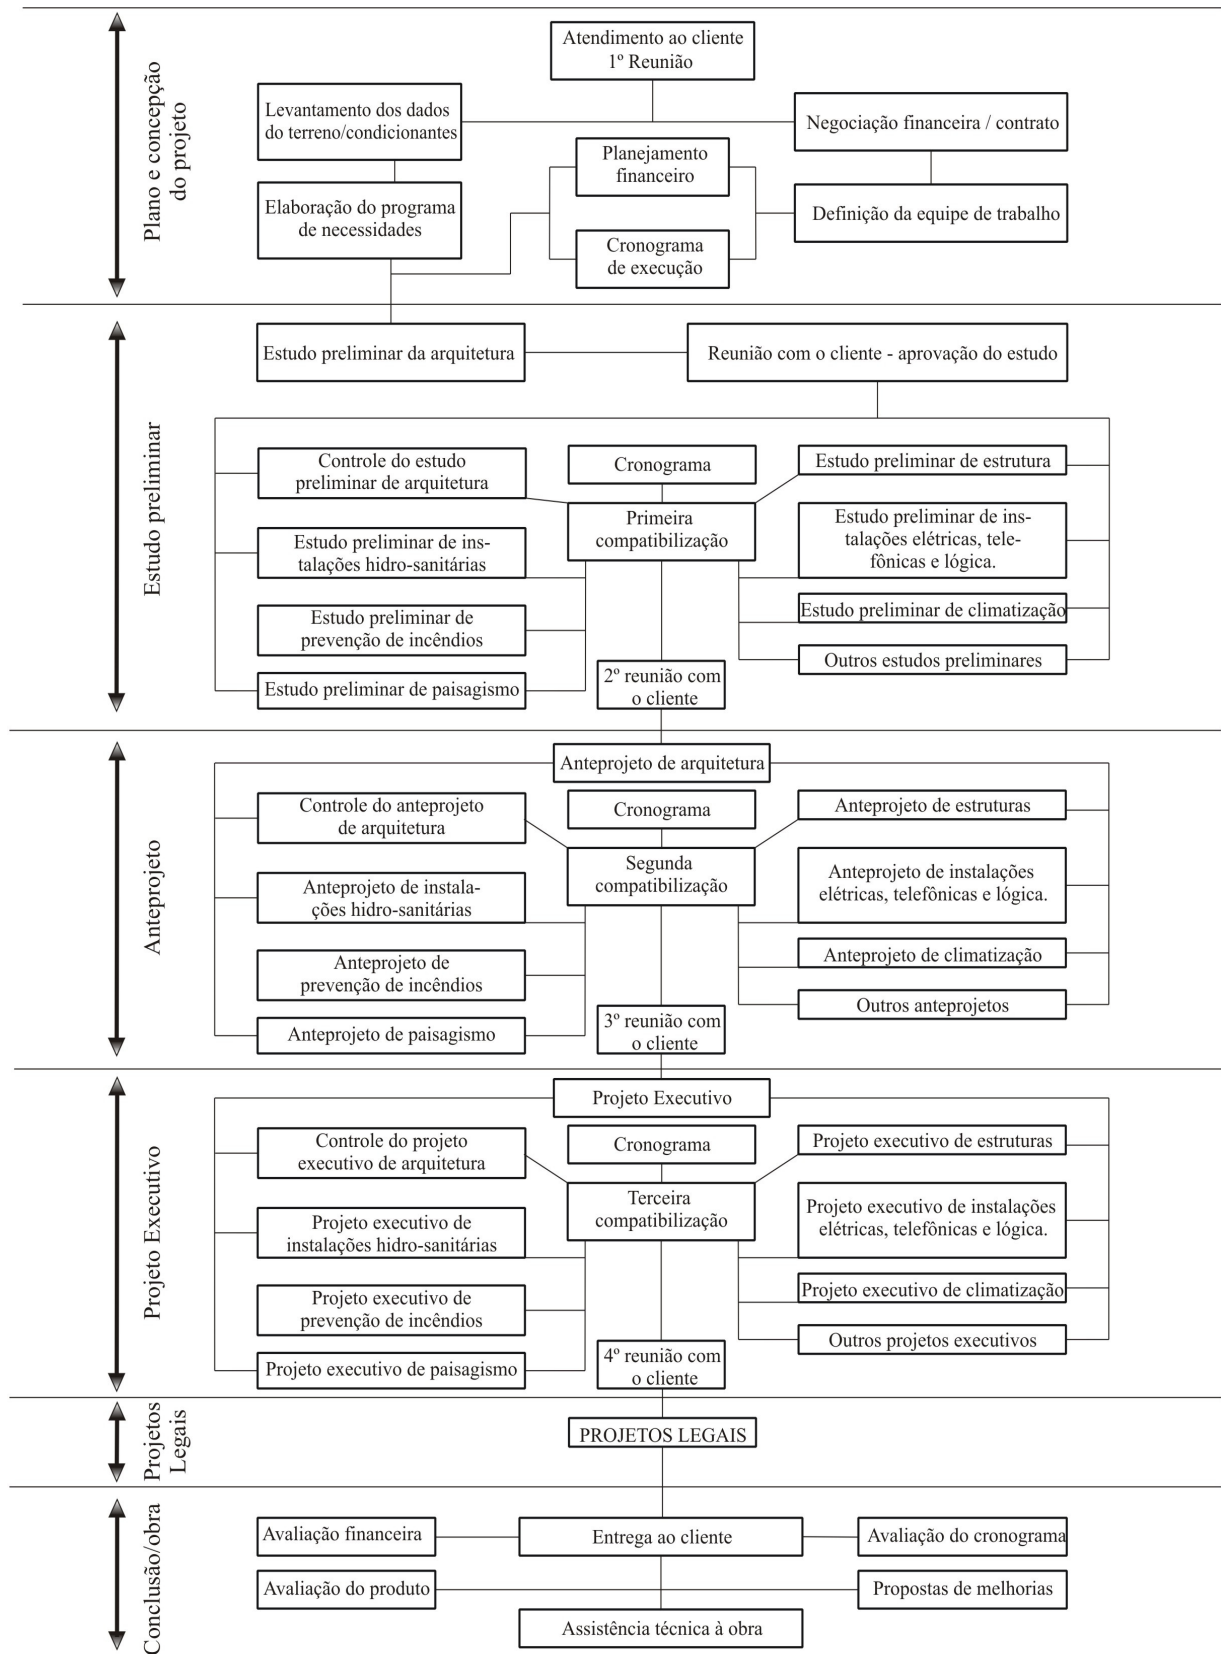 Plano e concepção
do projeto
Atendimento ao cliente
1º Reunião
Levantamento dos dados
do terreno/condicionantes
Negociação financeira / contrato
Planejamento
financeiro
Elaboração do programa
de necessidades
Definição da equipe de trabalho
Cronograma
de execução
Estudo preliminar
Estudo preliminar da arquitetura
Reunião com o cliente - aprovação do estudo
Controle do estudo
preliminar de arquitetura
Cronograma
Estudo preliminar de estrutura
Primeira
compatibilização
Estudo preliminar de ins-
talações elétricas, tele-
fônicas e lógica.
Estudo preliminar de ins-
talações hidro-sanitárias
Estudo preliminar de climatização
Estudo preliminar de
prevenção de incêndios
Outros estudos preliminares
Estudo preliminar de paisagismo
2º reunião com
o cliente
Anteprojeto
Anteprojeto de arquitetura
Controle do anteprojeto
de arquitetura
Cronograma
Anteprojeto de estruturas
Segunda
compatibilização
Anteprojeto de instalações
elétricas, telefônicas e lógica.
Anteprojeto de instala-
ções hidro-sanitárias
Anteprojeto de climatização
Anteprojeto de
prevenção de incêndios
Outros anteprojetos
Anteprojeto de paisagismo
3º reunião com
o cliente
Projeto Executivo
Projeto Executivo
Controle do projeto
executivo de arquitetura
Cronograma
Projeto executivo de estruturas
Terceira
compatibilização
Projeto executivo de instalações
elétricas, telefônicas e lógica.
Projeto executivo de
instalações hidro-sanitárias
Projeto executivo de climatização
Projeto executivo de
prevenção de incêndios
Outros projetos executivos
Projeto executivo de paisagismo
4º reunião com
o cliente
Projetos
Legais
PROJETOS LEGAIS
Conclusão/obra
Avaliação financeira
Entrega ao cliente
Avaliação do cronograma
Avaliação do produto
Propostas de melhorias
Assistência técnica à obra